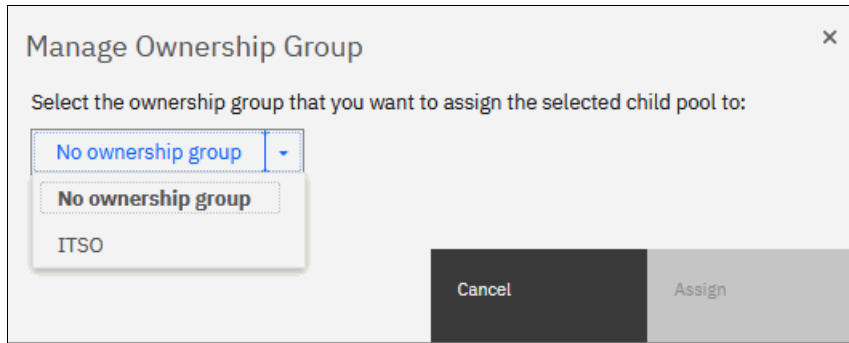 Manage Ownership Group
Select the ownership group that you want to assign the selected child pool to:
No ownership group
No ownership group
ITSO
Cancel
Assign